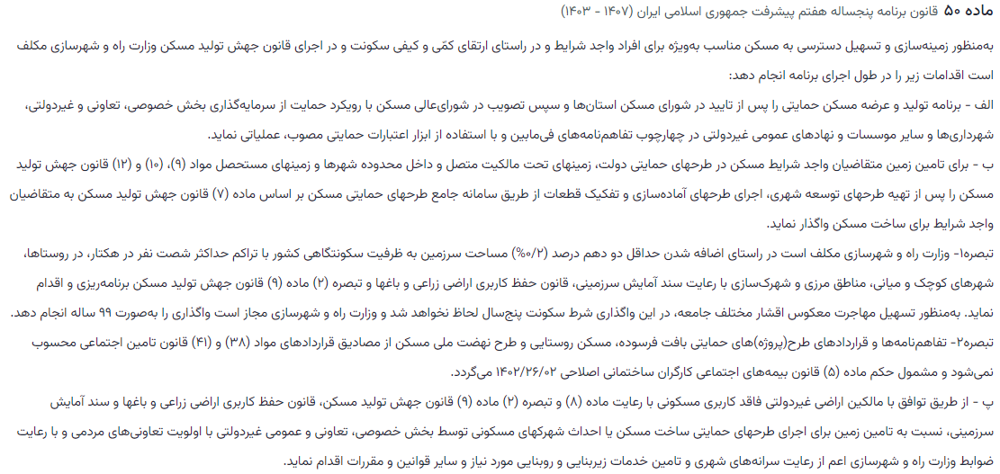 ماده ۵۰ قانون برنامه پنجساله هفتم پیشرفت جمهوری اسلامی ایران (۱۴۰۷ - ۱۴۰۳)
به‌منظور زمینه‌سازی و تسهیل دسترسی به مسکن مناسب به‌ویژه برای افراد واجد شرایط و در راستای ارتقای کمّی و کیفی سکونت و در اجرای قانون جهش تولید مسکن وزارت راه و شهرسازی مکلف
است اقدامات زیر را در طول اجرای برنامه انجام دهد:
الف - برنامه تولید و عرضه مسکن حمایتی را پس از تایید در شورای مسکن استان‌ها و سپس تصویب در شورای‌عالی مسکن با رویکرد حمایت از سرمایه‌گذاری بخش خصوصی، تعاونی و غیردولتی،
شهرداری‌ها و سایر موسسات و نهادهای عمومی غیردولتی در چهارچوب تفاهم‌نامه‌های فی‌مابین و با استفاده از ابزار اعتبارات حمایتی مصوب، عملیاتی نماید.
ب - برای تامین زمین متقاضیان واجد شرایط مسکن در طرحهای حمایتی دولت، زمینهای تحت مالکیت متصل و داخل محدوده شهرها و زمینهای مستحصل مواد (۹)، (۱۰) و (۱۲) قانون جهش تولید
مسکن را پس از تهیه طرحهای توسعه شهری، اجرای طرحهای آماده‌سازی و تفکیک قطعات از طریق سامانه جامع طرحهای حمایتی مسکن بر اساس ماده (۷) قانون جهش تولید مسکن به متقاضیان
واجد شرایط برای ساخت مسکن واگذار نماید.
تبصره۱- وزارت راه و شهرسازی مکلف است در راستای اضافه شدن حداقل دو دهم درصد (۰/۲%) مساحت سرزمین به ظرفیت سکونتگاهی کشور با تراکم حداکثر شصت نفر در هکتار، در روستاها،
شهرهای کوچک و میانی، مناطق مرزی و شهرک‌سازی با رعایت سند آمایش سرزمینی، قانون حفظ کاربری اراضی زراعی و باغها و تبصره (۲) ماده (۹) قانون جهش تولید مسکن برنامه‌ریزی و اقدام
نماید. به‌منظور تسهیل مهاجرت معکوس اقشار مختلف جامعه، در این واگذاری شرط سکونت پنج‌سال لحاظ نخواهد شد و وزارت راه و شهرسازی مجاز است واگذاری را به‌صورت ۹۹ ساله انجام دهد.
تبصره۲- تفاهم‌نامه‌ها و قراردادهای طرح(پروژه)های حمایتی بافت فرسوده، مسکن روستایی و طرح نهضت ملی مسکن از مصادیق قراردادهای مواد (۳۸) و (۴۱) قانون تامین اجتماعی محسوب
نمی‌شود و مشمول حکم ماده (۵) قانون بیمه‌های اجتماعی کارگران ساختمانی اصلاحی ۱۴۰۲/۲۶/۰۲ می‌گردد.
پ - از طریق توافق با مالکین اراضی غیردولتی فاقد کاربری مسکونی با رعایت ماده (۸) و تبصره (۲) ماده (۹) قانون جهش تولید مسکن، قانون حفظ کاربری اراضی زراعی و باغها و سند آمایش
سرزمینی، نسبت به تامین زمین برای اجرای طرحهای حمایتی ساخت مسکن یا احداث شهرکهای مسکونی توسط بخش خصوصی، تعاونی و عمومی غیردولتی با اولویت تعاونی‌های مردمی و با رعایت
ضوابط وزارت راه و شهرسازی اعم از رعایت سرانه‌های شهری و تامین خدمات زیربنایی و روبنایی مورد نیاز و سایر قوانین و مقررات اقدام نماید.